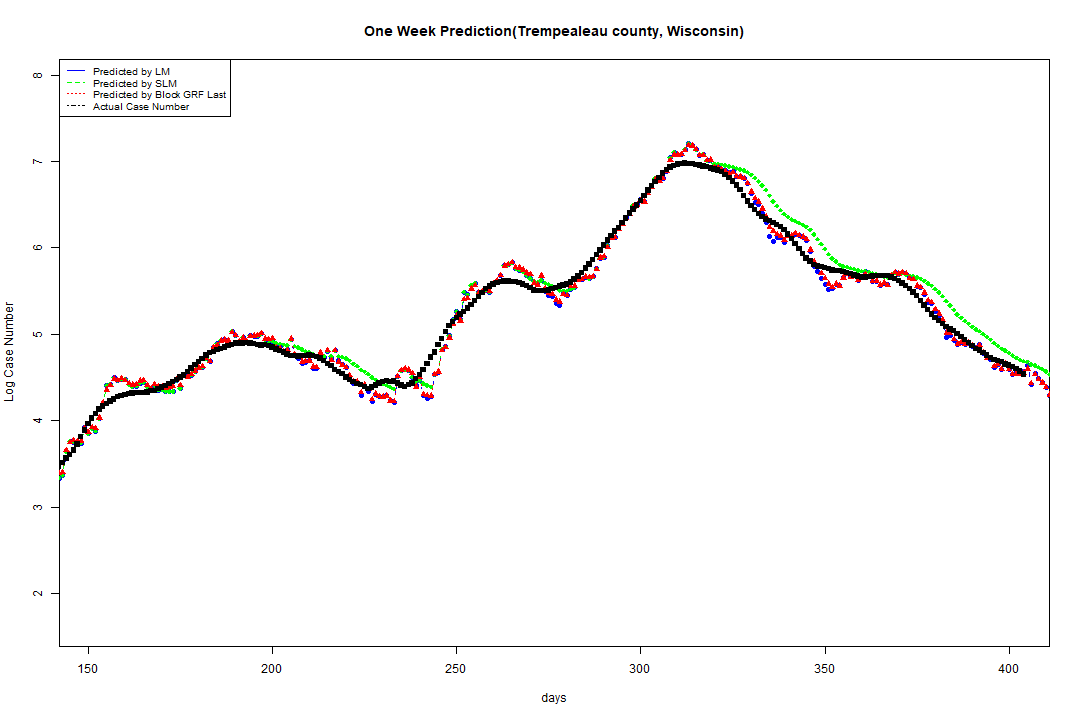 One Week Prediction(Trempealeau county, Wisconsin)
Predicted by LM
Predicted by SLM
Predicted by Block GRF Last
Actual Case Number
8
7
6
5
4
3
2
Log Case Number
150 200 250 300 350 400
days